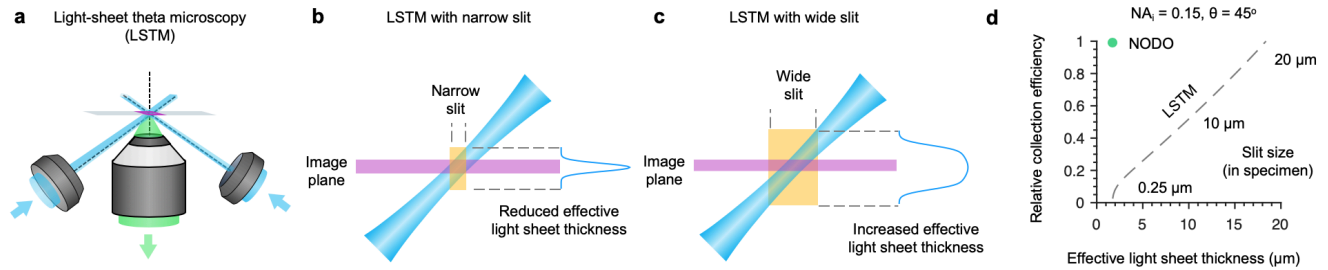 a
Light-sheet theta microscopy
(LSTM)
b
LSTM with narrow slit
Narrow
slit
Image
plane
Reduced effective
light sheet thickness
c
LSTM with wide slit
Wide
slit
Image
plane
Increased effective
light sheet thickness
d
NAi = 0.15, θ = 45º
Relative collection efficiency
1
0.8
0.6
0.4
0.2
0
NODO
LSTM
20 µm
10 µm
Slit size
(in specimen)
0.25 µm
0 5 10 15 20
Effective light sheet thickness (µm)